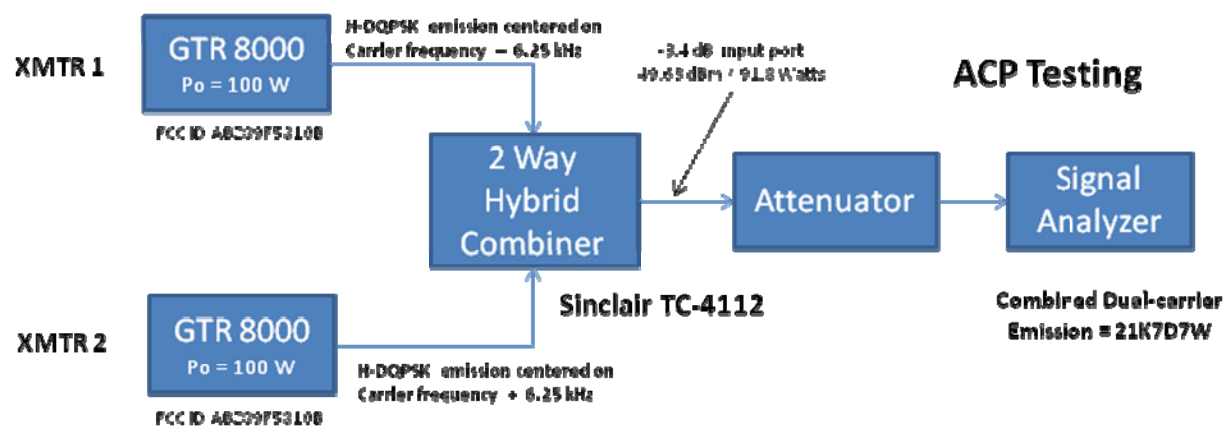 XMTR 1
GTR 8000
Po = 100 W
FCC ID
H-DQPSK emission centered on
Carrier frequency – 6.25 kHz
-3.4 dB input port
49.63 dBm / 91.8 Watts
ACP Testing
2 Way
Hybrid
Combiner
Attenuator
Signal
Analyzer
Sinclair TC-4112
Combined Dual-carrier
Emission = 21K7D7W
XMTR 2
GTR 8000
Po = 100 W
FCC ID
H-DQPSK emission centered on
Carrier frequency + 6.25 kHz